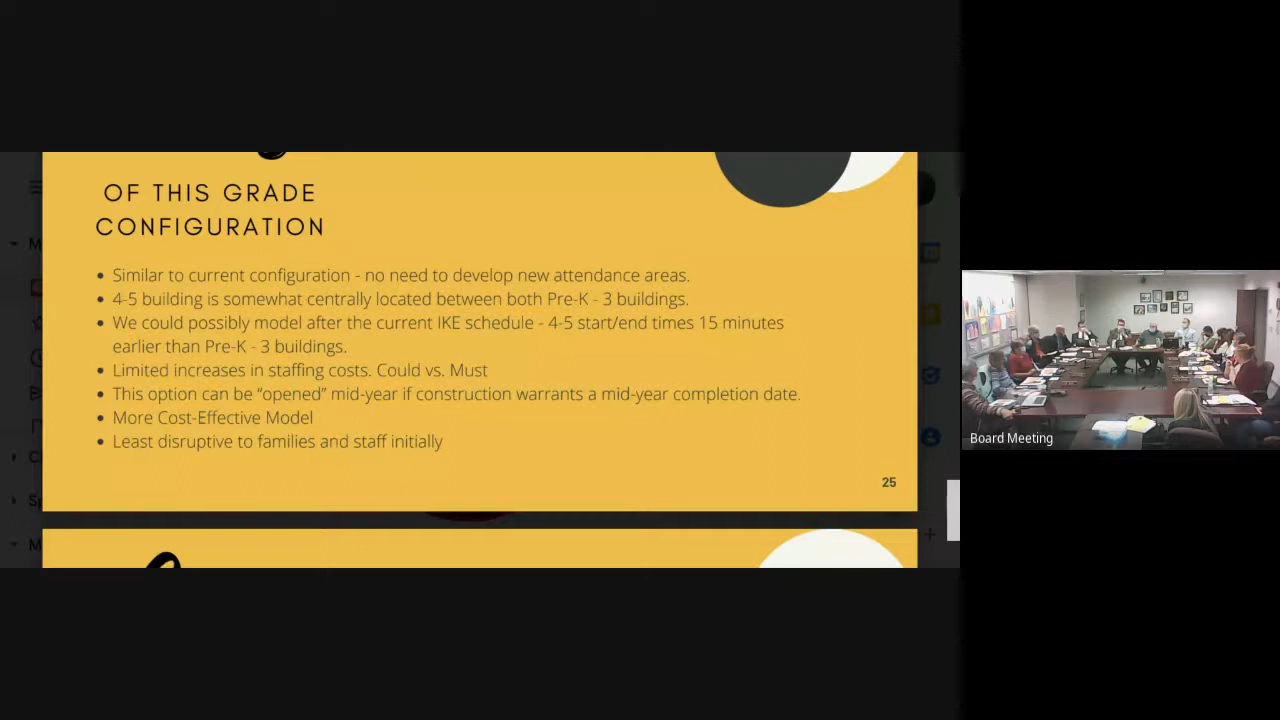 OF THIS GRADE
CONFIGURATION
Similar to current configuration - no need to develop new attendance areas.
4-5 building is somewhat centrally located between both Pre-K - 3 buildings.
We could possibly model after the current IKE schedule - 4-5 start/end times 15 minutes
earlier than Pre-K - 3 buildings.
Limited increases in staffing costs. Could vs. Must
This option can be “opened” mid-year if construction warrants a mid-year completion date.
More Cost-Effective Model
Least disruptive to families and staff initially
25
Board Meeting